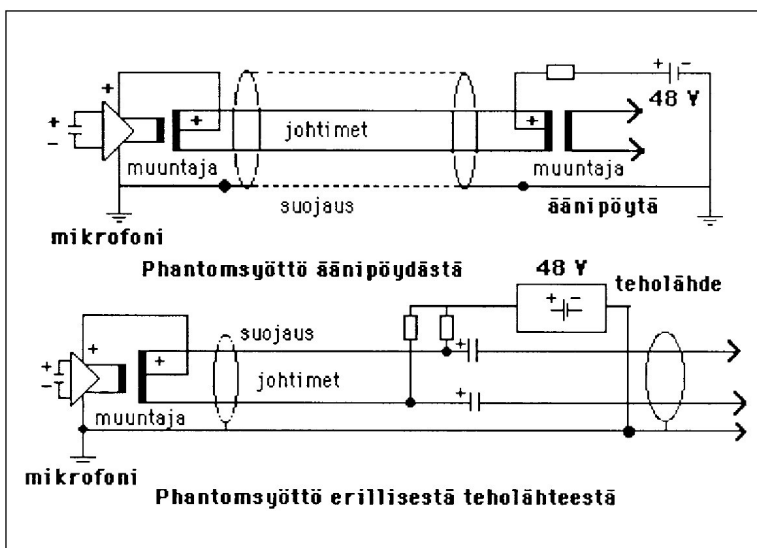 +
+ -
+
+
-
+
48 V
johtimet
muuntaja
muuntaja
suojaus
äänipöytä
mikrofoni
Phantomsyöttö äänipöydästä
48 V
teholähde
+ -
suojaus
+
+
+
+
-
johtimet
+
muuntaja
mikrofoni
Phantomsyöttö erillisestä teholähteestä